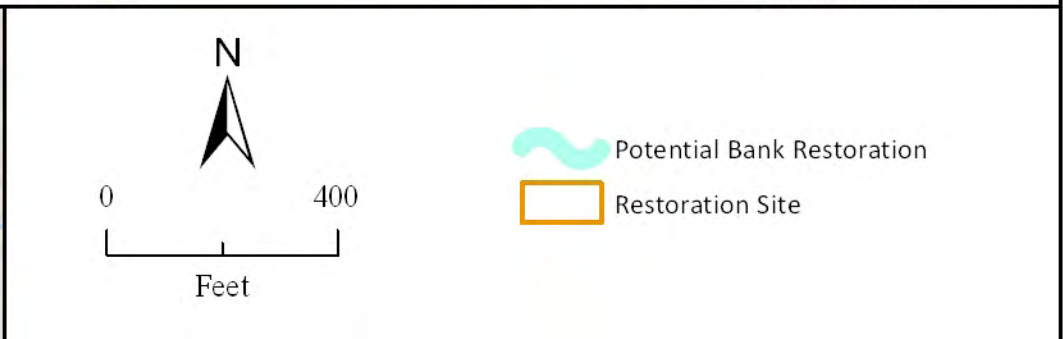 N
0 400
Feet
Potential Bank Restoration
Restoration Site